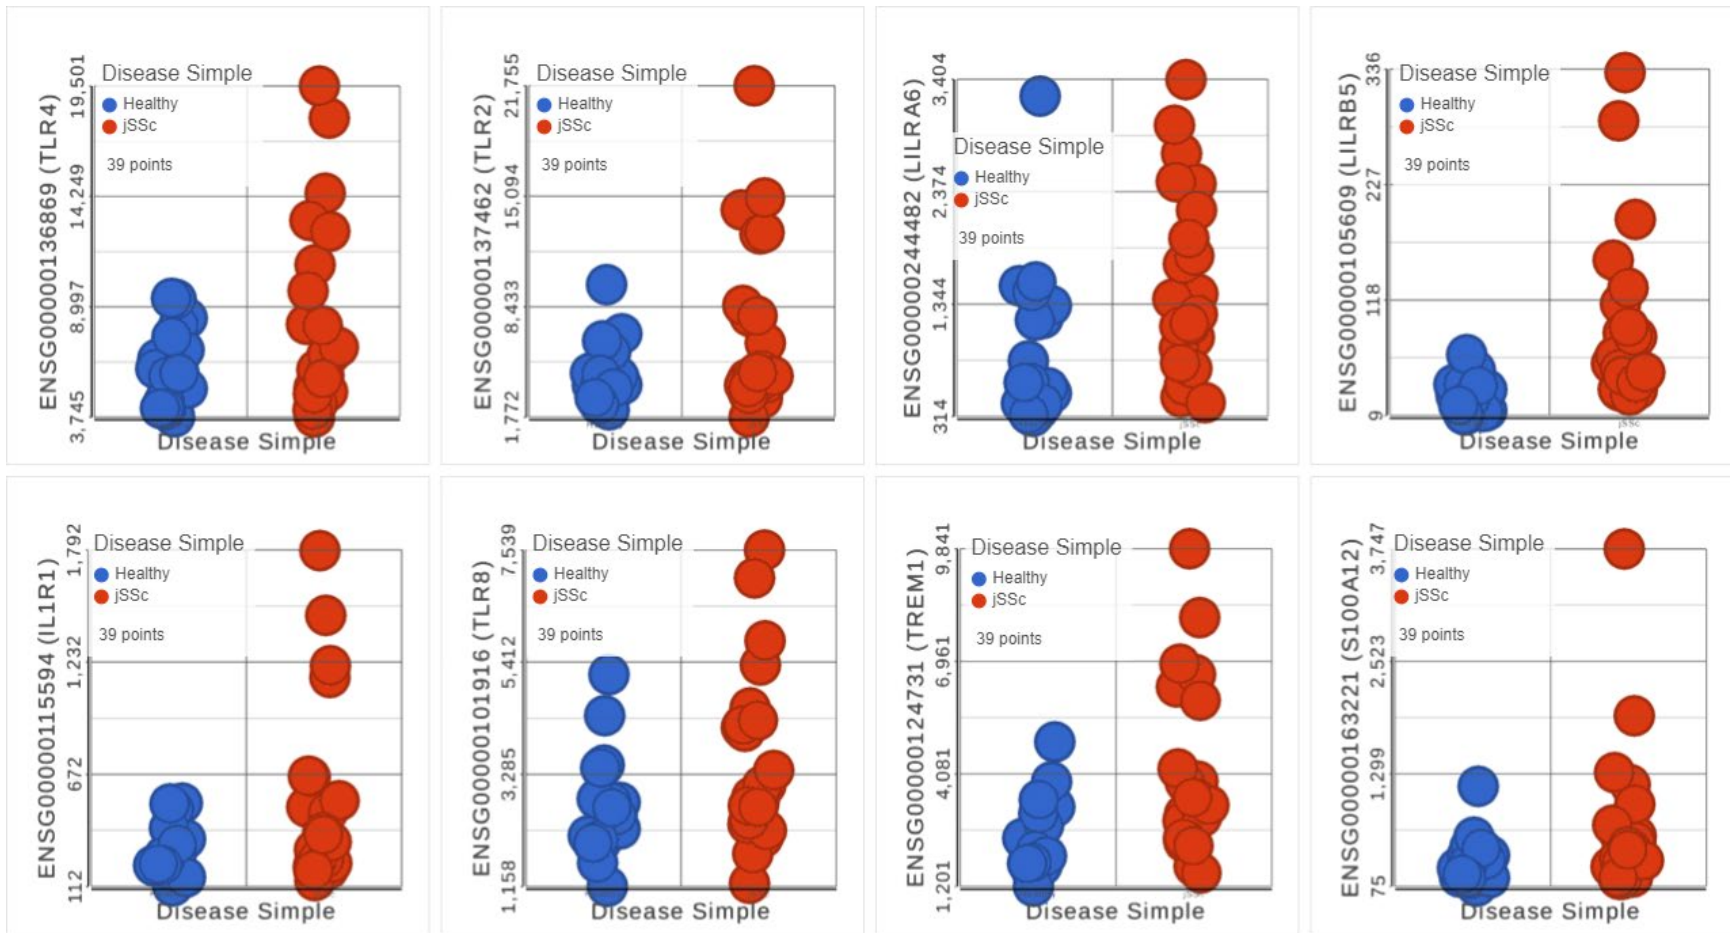 ENSG00000136869 (TLR4)
19,501
14,249
8,997
3,745
Disease Simple
Healthy
jSSc
39 points
Disease Simple
ENSG00000137462 (TLR2)
21,755
15,094
8,433
1,772
Disease Simple
Healthy
jSSc
39 points
Disease Simple
ENSG00000244482 (LILRA6)
3,404
2,374
1,344
314
Disease Simple
Healthy
jSSc
39 points
jSSc
Disease Simple
ENSG00000105609 (LILRB5)
336
227
118
9
Disease Simple
Healthy
jSSc
39 points
jSSc
Disease Simple
ENSG00000115594 (IL1R1)
1,792
1,232
672
112
Disease Simple
Healthy
jSSc
39 points
Disease Simple
ENSG00000101916 (TLR8)
7,539
5,412
3,285
1,158
Disease Simple
Healthy
jSSc
39 points
Disease Simple
ENSG00000124731 (TREM1)
9,841
6,961
4,081
1,201
Disease Simple
Healthy
jSSc
39 points
Disease Simple
ENSG00000163221 (S100A12)
3,747
2,523
1,299
75
Disease Simple
Healthy
jSSc
39 points
Disease Simple